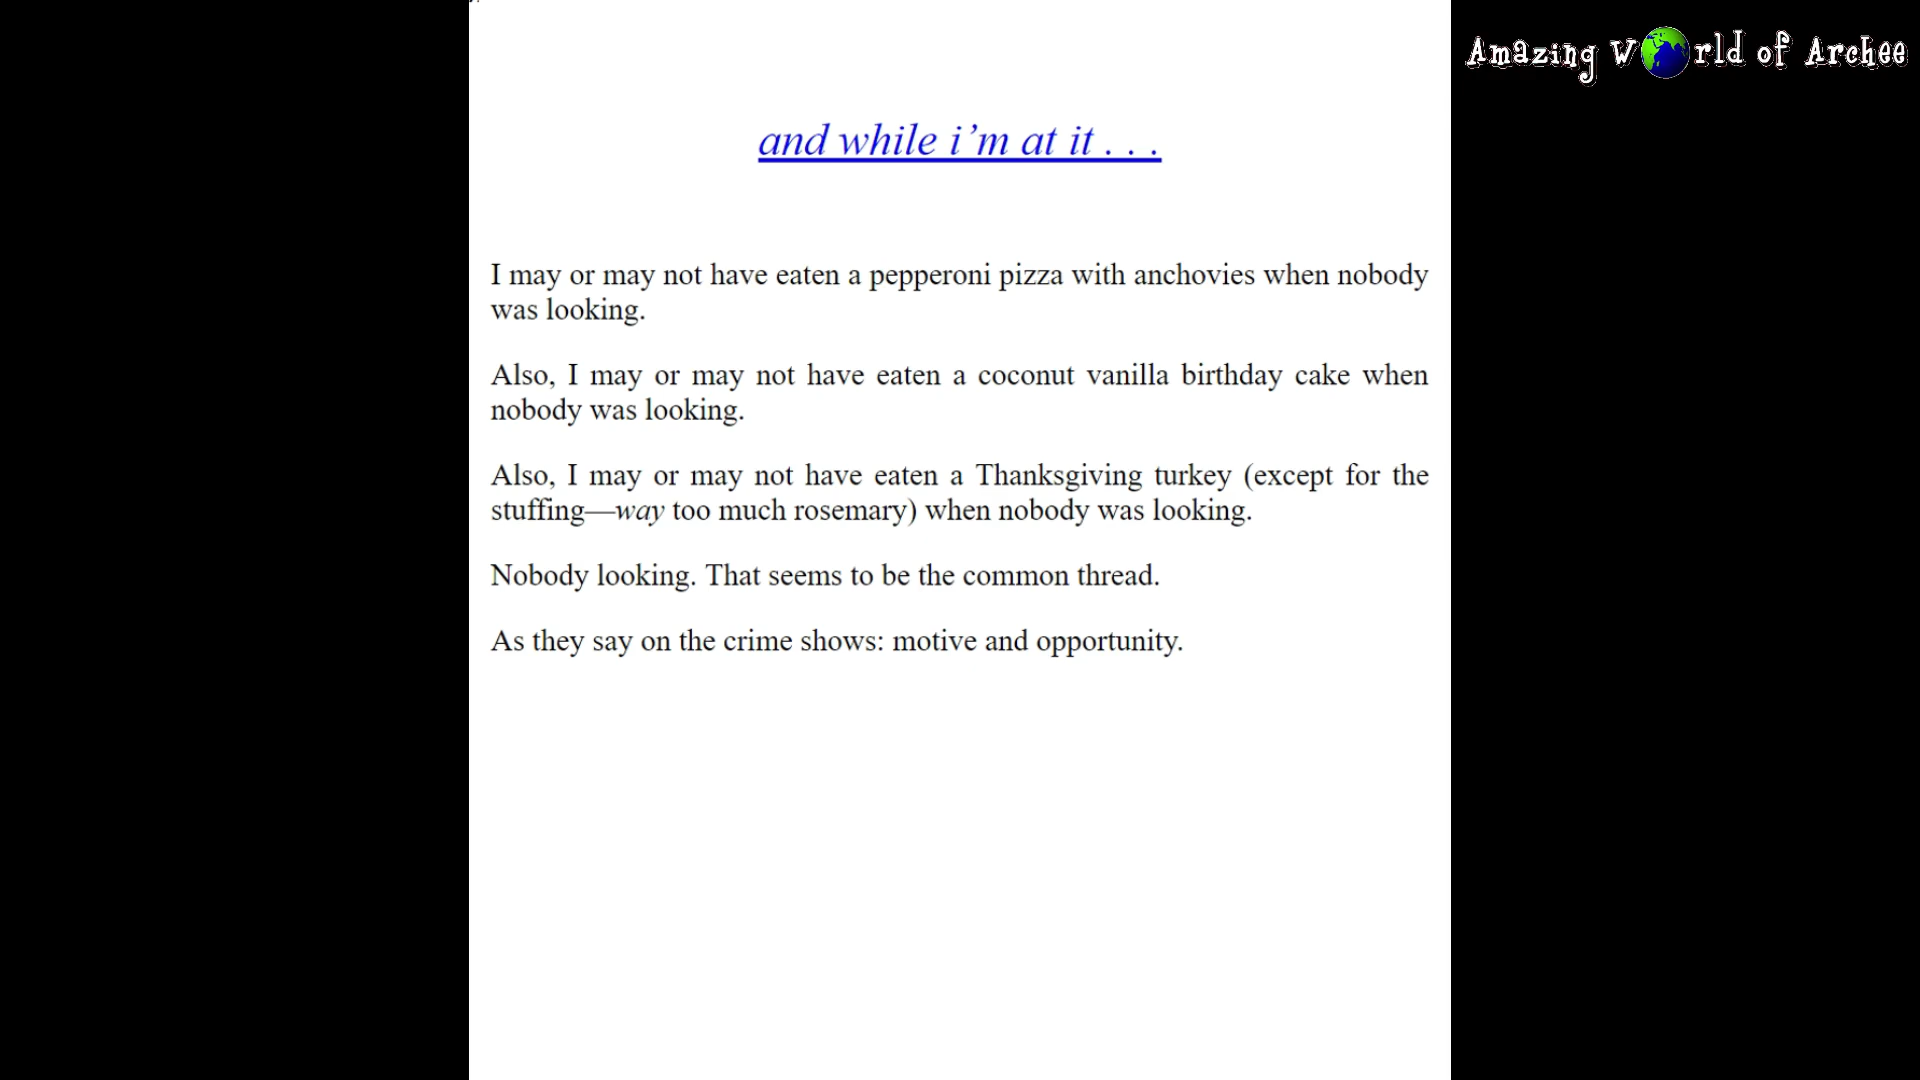 Amazing World of Archee
and while i’m at it . . .
I may or may not have eaten a pepperoni pizza with anchovies when nobody
was looking.
Also, I may or may not have eaten a coconut vanilla birthday cake when
nobody was looking.
Also, I may or may not have eaten a Thanksgiving turkey (except for the
stuffing—way too much rosemary) when nobody was looking.
Nobody looking. That seems to be the common thread.
As they say on the crime shows: motive and opportunity.